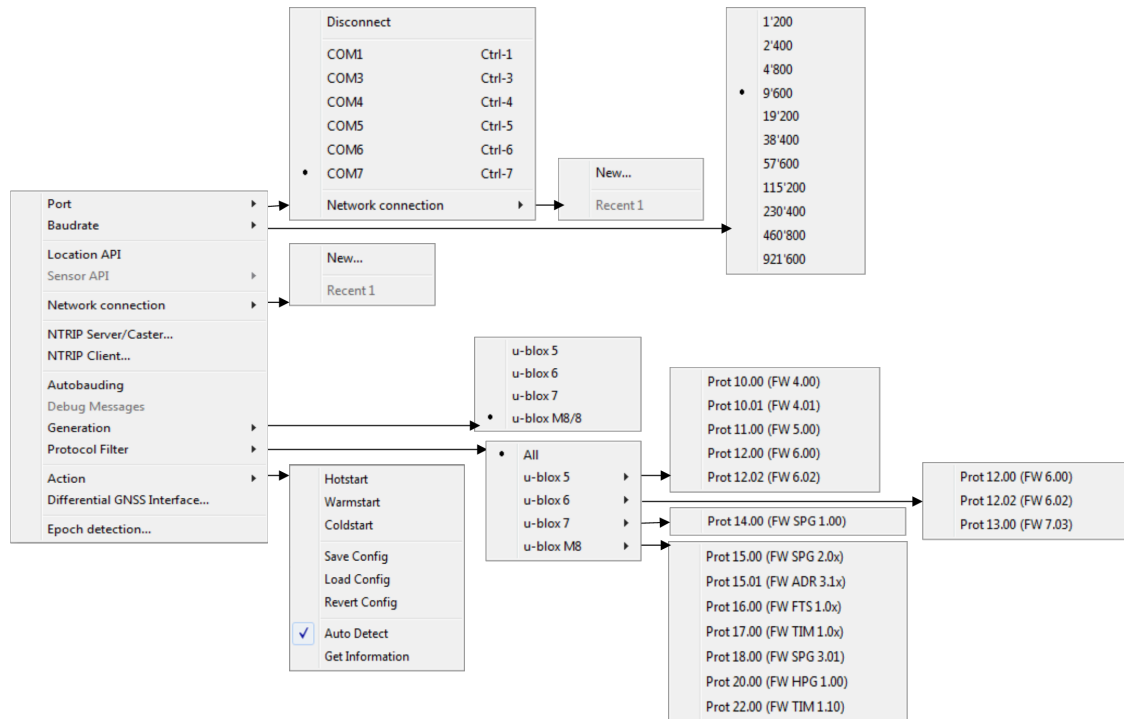 Port
Baudrate
Location API
Sensor API
Network connection
NTRIP Server/Caster...
NTRIP Client...
Autobauding
Debug Messages
Generation
Protocol Filter
Action
Differential GNSS Interface...
Epoch detection...
Disconnect
COM1 Ctrl-1
COM3 Ctrl-3
COM4 Ctrl-4
COM5 Ctrl-5
COM6 Ctrl-6
COM7 Ctrl-7
Network connection
New...
Recent 1
1'200
2'400
4'800
9'600
19'200
38'400
57'600
115'200
230'400
460'800
921'600
New...
Recent 1
u-blox 5
u-blox 6
u-blox 7
u-blox M8/8
All
u-blox 5
u-blox 6
u-blox 7
u-blox M8
Prot 10.00 (FW 4.00)
Prot 10.01 (FW 4.01)
Prot 11.00 (FW 5.00)
Prot 12.00 (FW 6.00)
Prot 12.02 (FW 6.02)
Prot 12.00 (FW 6.00)
Prot 12.02 (FW 6.02)
Prot 13.00 (FW 7.03)
Prot 14.00 (FW SPG 1.00)
Prot 15.00 (FW SPG 2.0x)
Prot 15.01 (FW ADR 3.1x)
Prot 16.00 (FW FTS 1.0x)
Prot 17.00 (FW TIM 1.0x)
Prot 18.00 (FW SPG 3.01)
Prot 20.00 (FW HPG 1.00)
Prot 22.00 (FW TIM 1.10)
Hotstart
Warmstart
Coldstart
Save Config
Load Config
Revert Config
Auto Detect
Get Information